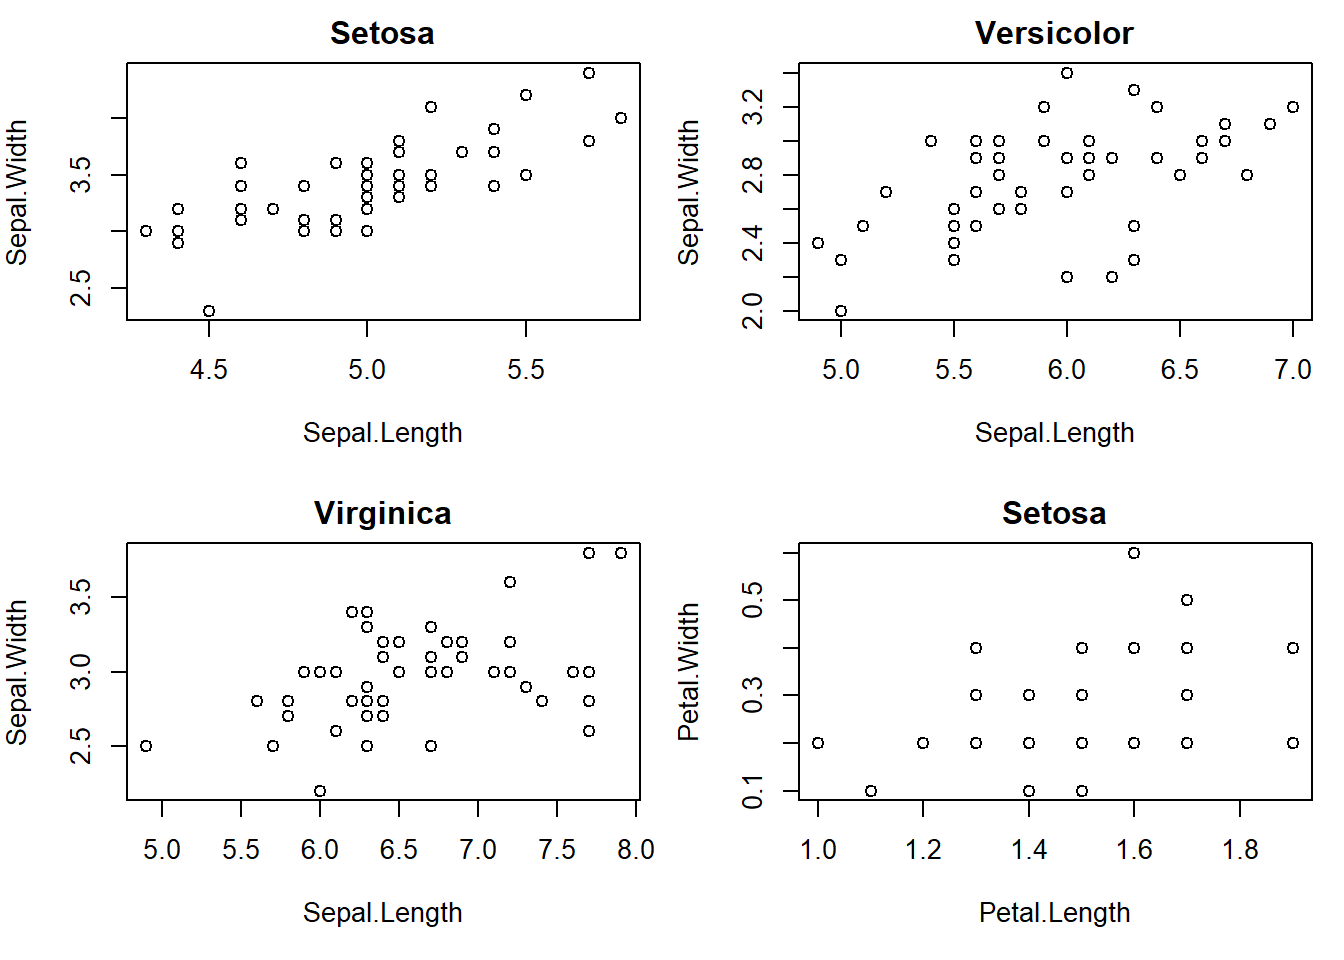 Setosa
Sepal.Width
2.5 3.5
4.5 5.0 5.5
Sepal.Length
Versicolor
Sepal.Width
2.0 2.4 2.8 3.2
5.0 5.5 6.0 6.5 7.0
Sepal.Length
Virginica
Sepal.Width
2.5 3.0 3.5
5.0 5.5 6.0 6.5 7.0 7.5 8.0
Sepal.Length
Setosa
Petal.Width
0.1 0.3 0.5
1.0 1.2 1.4 1.6 1.8
Petal.Length